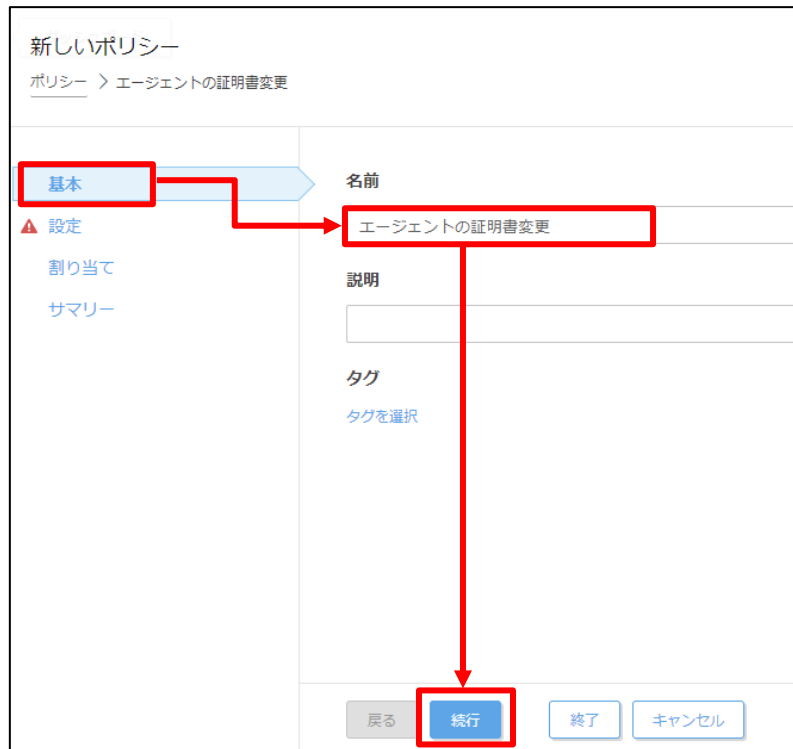 新しいポリシー
ポリシー > エージェントの証明書変更
基本
設定
割り当て
サマリー
名前
エージェントの証明書変更
説明
タグ
タグを選択
戻る 続行 終了 キャンセル